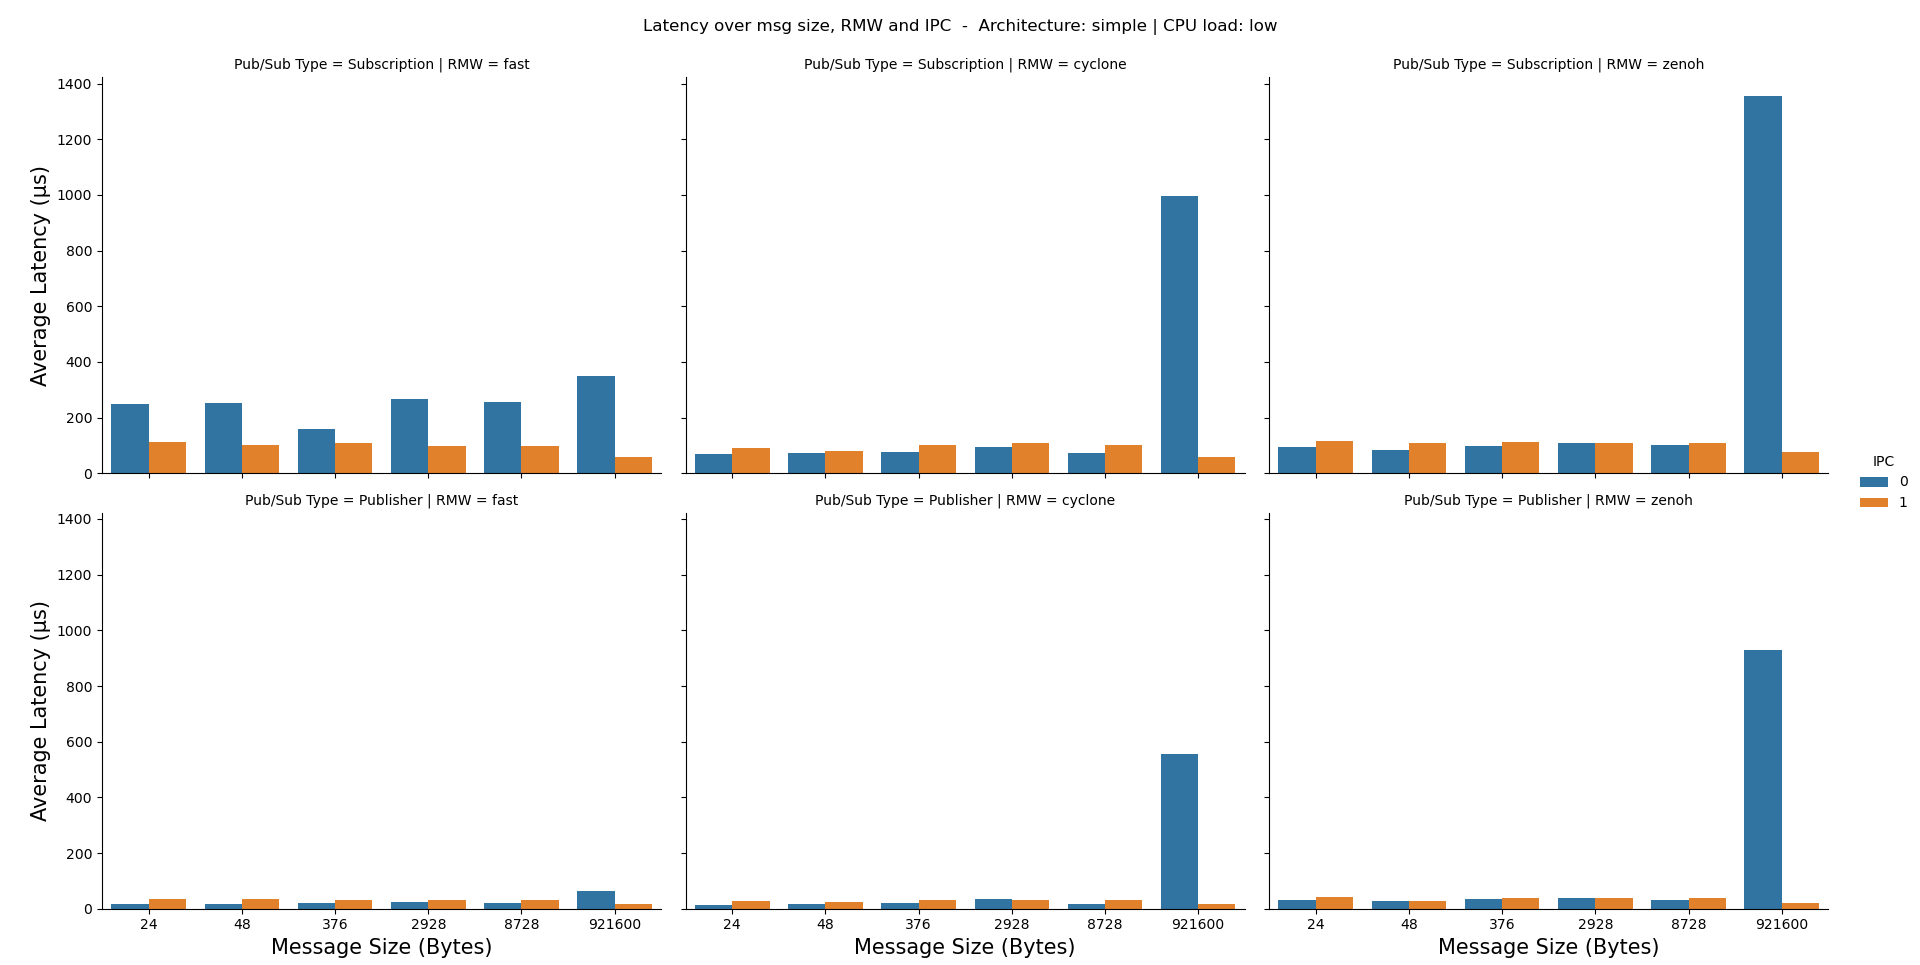 Latency over msg size, RMW and IPC  -  Architecture: simple | CPU load: low
Pub/Sub Type = Subscription | RMW = fast
Pub/Sub Type = Subscription | RMW = cyclone
Pub/Sub Type = Subscription | RMW = zenoh
1400
1200
1000
800
600
400
200
0
Average Latency (µs)
IPC
0
1
Pub/Sub Type = Publisher | RMW = fast
Pub/Sub Type = Publisher | RMW = cyclone
Pub/Sub Type = Publisher | RMW = zenoh
1400
1200
1000
800
600
400
200
0
Average Latency (µs)
24 48 376 2928 8728 921600
24 48 376 2928 8728 921600
24 48 376 2928 8728 921600
Message Size (Bytes)
Message Size (Bytes)
Message Size (Bytes)